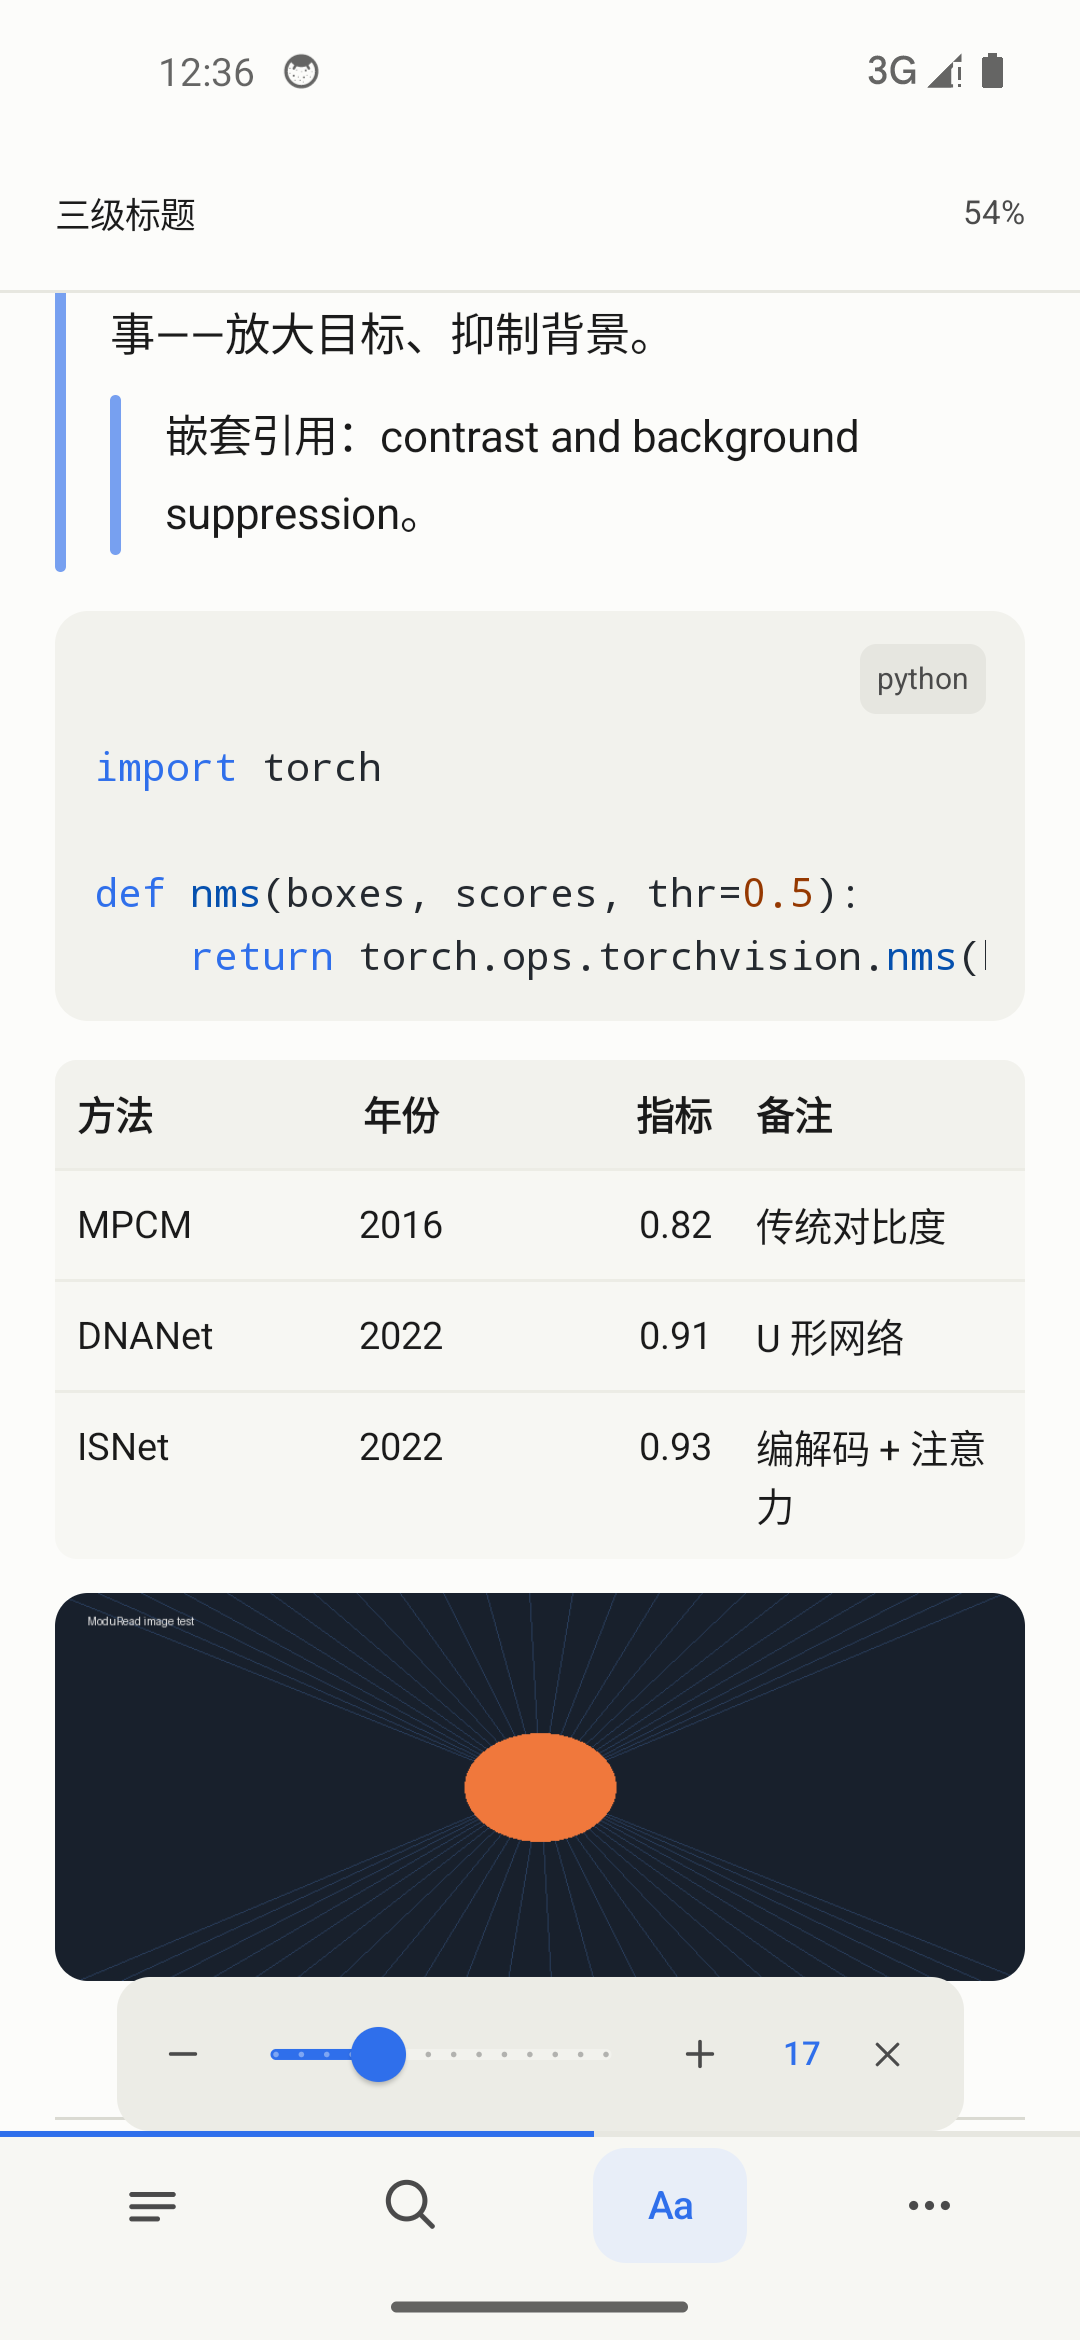 12:36
3G
三级标题
54%
事——放大目标、抑制背景。
嵌套引用：contrast and background
suppression。
python
import torch
def nms(boxes, scores, thr=0.5):
    return torch.ops.torchvision.nms(
方法 年份 指标 备注
MPCM 2016 0.82 传统对比度
DNANet 2022 0.91 U 形网络
ISNet 2022 0.93 编解码 + 注意
力
ModuRead image test
17
Aa